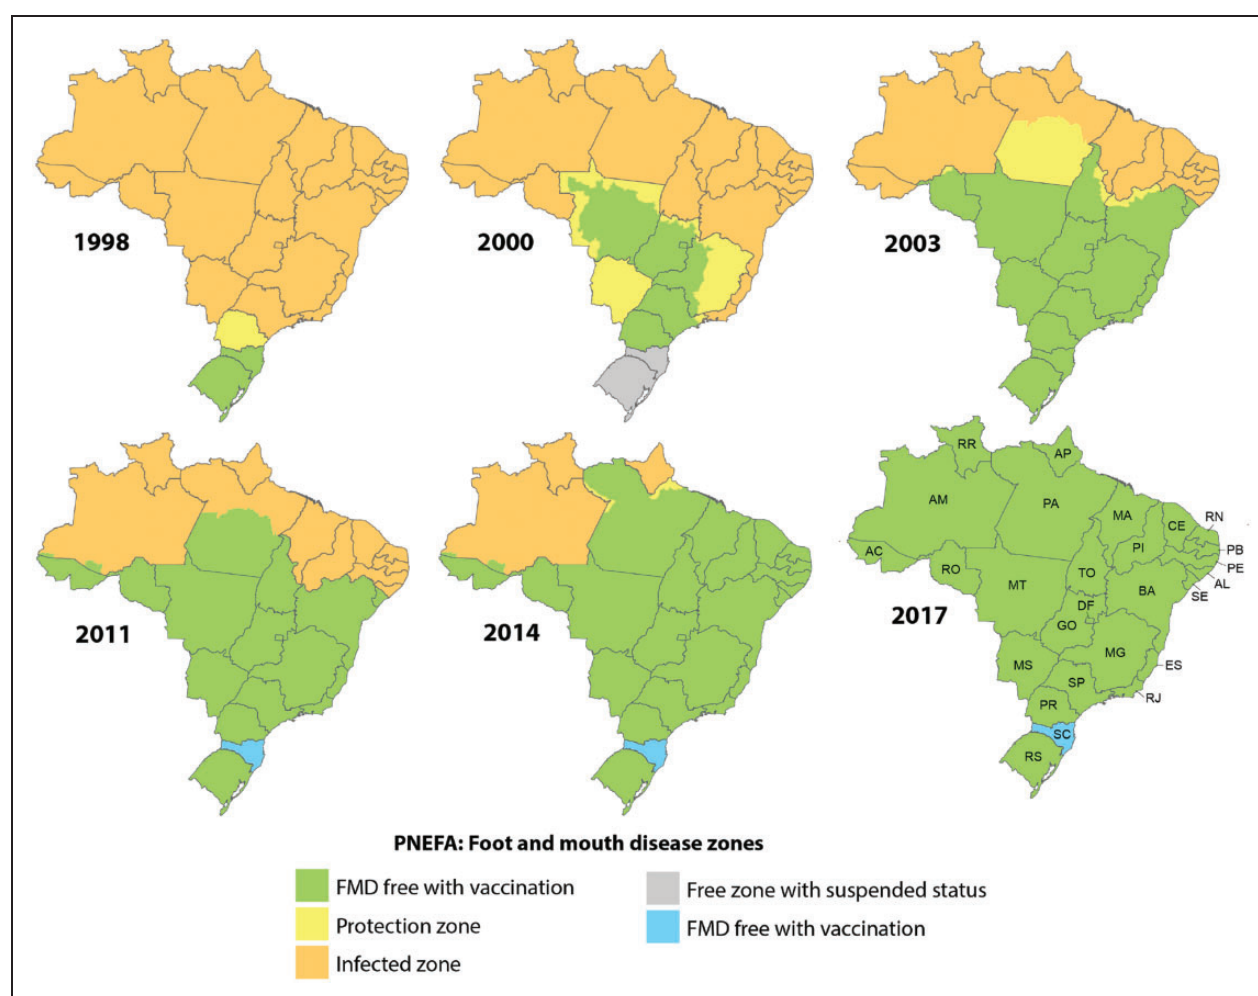 1998
2000
2003
2011
2014
2017
RR
AP
AM
PA
MA
CE
RN
PB
PE
AL
SE
PI
AC
RO
TO
MT
BA
DF
GO
MG
ES
MS
SP
RJ
PR
SC
RS
PNEFA: Foot and mouth disease zones
FMD free with vaccination
Protection zone
Infected zone
Free zone with suspended status
FMD free with vaccination